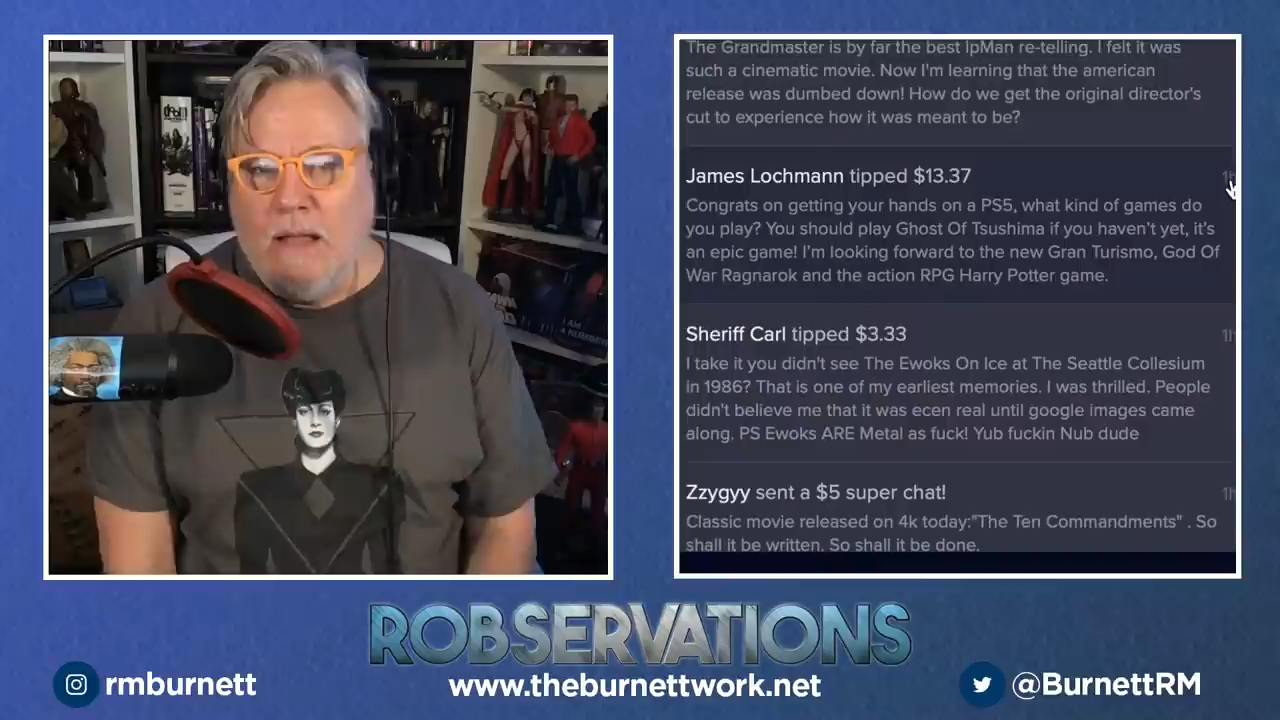 The Grandmaster is by far the best IpMan re-telling. I felt it was
such a cinematic movie. Now I'm learning that the american
release was dumbed down! How do we get the original director's
cut to experience how it was meant to be?
James Lochmann tipped $13.37
Congrats on getting your hands on a PS5, what kind of games do
you play? You should play Ghost Of Tsushima if you haven't yet, it's
an epic game! I'm looking forward to the new Gran Turismo, God Of
War Ragnarok and the action RPG Harry Potter game.
Sheriff Carl tipped $3.33
I take it you didn't see The Ewoks On Ice at The Seattle Collesium
in 1986? That is one of my earliest memories. I was thrilled. People
didn't believe me that it was ecen real until google images came
along. PS Ewoks ARE Metal as fuck! Yub fuckin Nub dude
Zzygyy sent a $5 super chat!
Classic movie released on 4k today:"The Ten Commandments" . So
shall it be written. So shall it be done.
ROBSERVATIONS
rmburnett
www.theburnettwork.net
@BurnettRM